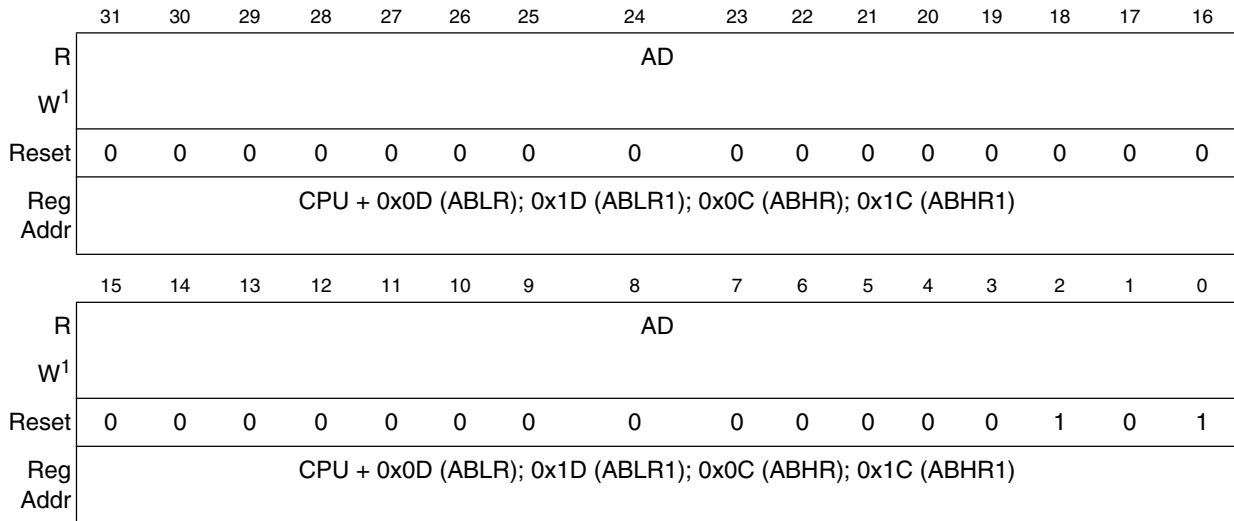 31 30 29 28 27 26 25 24 23 22 21 20 19 18 17 16
R AD
W1
Reset 0 0 0 0 0 0 0 0 0 0 0 0 0 0 0 0
Reg Addr CPU + 0x0D (ABLR); 0x1D (ABLR1); 0x0C (ABHR); 0x1C (ABHR1)
15 14 13 12 11 10 9 8 7 6 5 4 3 2 1 0
R AD
W1
Reset 0 0 0 0 0 0 0 0 0 0 0 0 0 1 0 1
Reg Addr CPU + 0x0D (ABLR); 0x1D (ABLR1); 0x0C (ABHR); 0x1C (ABHR1)